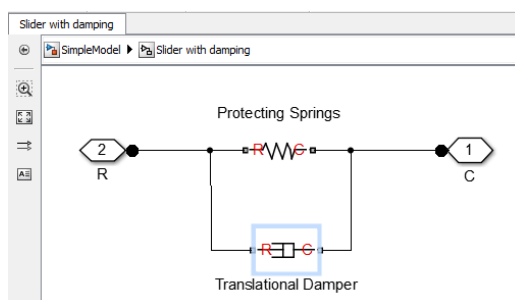 Slider with damping
SimpleModel Slider with damping
Protecting Springs
2 R C 1
R C
R C
Translational Damper